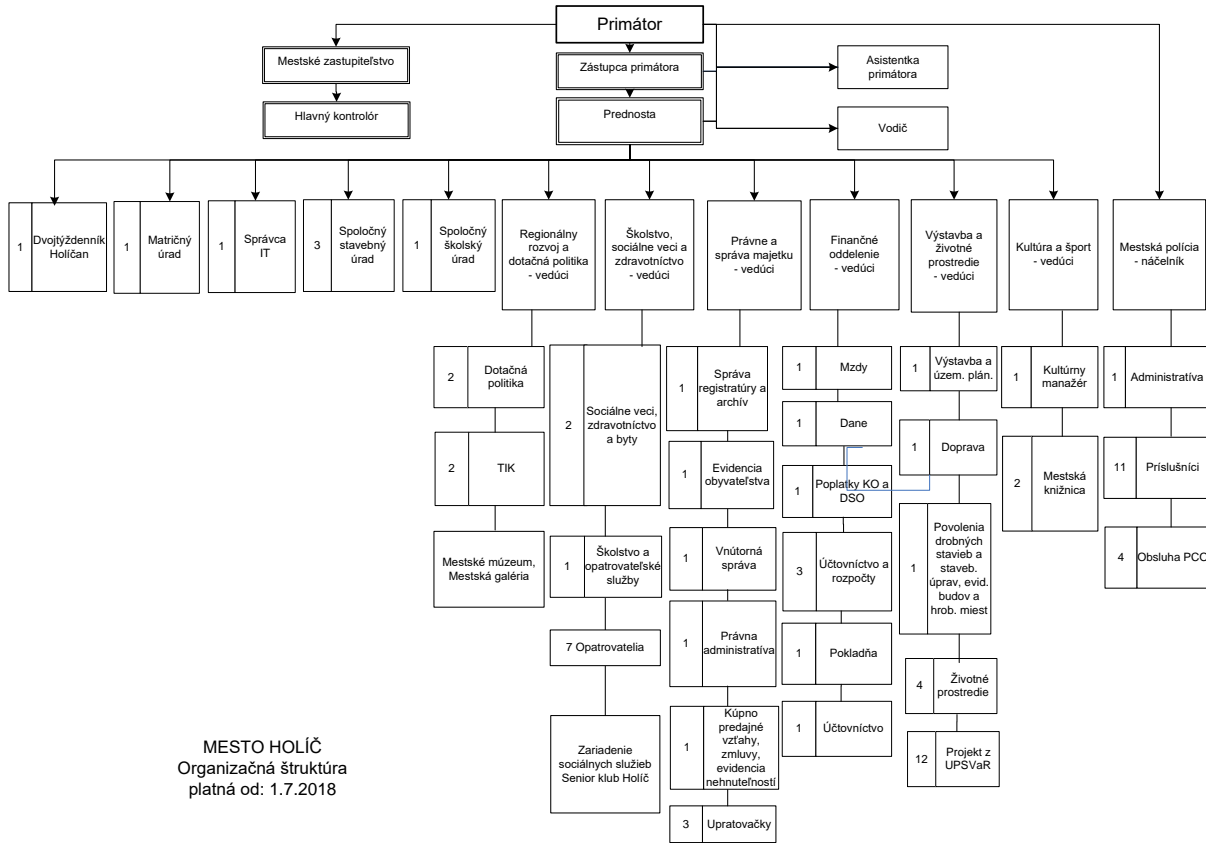 Primátor
Mestské zastupiteľstvo
Zástupca primátora
Asistentka
primátora
Hlavný kontrolór
Prednosta
Vodič
1
Dvojtýždenník
Holíčan
1
Matričný
úrad
1
Správca
IT
3
Spoločný
stavebný
úrad
1
Spoločný
školský
úrad
Regionálny
rozvoj a
dotačná politika
- vedúci
Školstvo,
sociálne veci a
zdravotníctvo
- vedúci
Právne a
správa majetku
- vedúci
Finančné
oddelenie
- vedúci
Výstavba a
životné
prostredie
- vedúci
Kultúra a šport
- vedúci
Mestská polícia
- náčelník
2
Dotačná
politika
2
TIK
Mestské múzeum,
Mestská galéria
2
Sociálne veci,
zdravotníctvo
a byty
1
Školstvo a
opatrovateľské
služby
7 Opatrovatelia
Zariadenie
sociálnych služieb
Senior klub Holíč
1
Správa
registratúry a
archív
1
Evidencia
obyvateľstva
1
Vnútorná
správa
1
Právna
administratíva
1
Kúpno
predajné
vzťahy,
zmluvy,
evidencia
nehnuteľností
3
Upratovačky
1
Mzdy
1
Dane
1
Poplatky KO a
DSO
3
Účtovníctvo a
rozpočty
1
Pokladňa
1
Účtovníctvo
1
Výstavba a
územ. plán.
1
Doprava
1
Povolenia
drobných
stavieb a
staveb.
úprav, evid.
budov a
hrob. miest
4
Životné
prostredie
12
Projekt z
UPSVaR
1
Kultúrny
manažér
2
Mestská
knižnica
1
Administratíva
11
Príslušníci
4
Obsluha PCO
MESTO HOLÍČ
Organizačná štruktúra
platná od: 1.7.2018